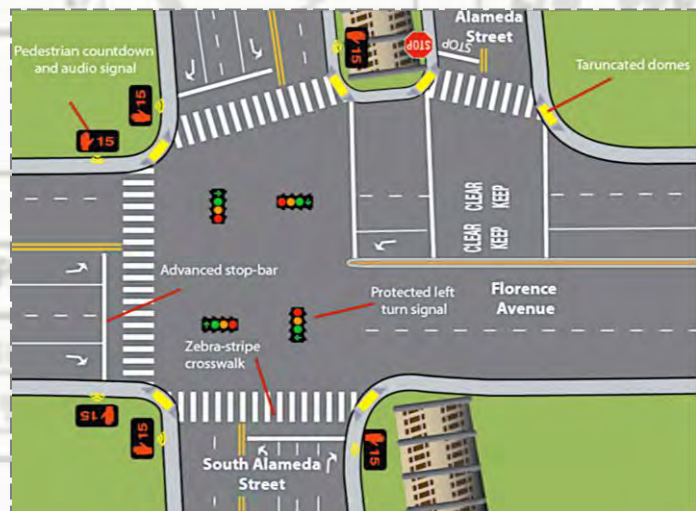 Alameda
Street
STOP
STOP
Pedestrian countdown
and audio signal
15
15
15
Taruncated domes
CLEAR
KEEP
CLEAR
KEEP
Advanced stop-bar
Protected left
turn signal
Florence
Avenue
Zebra-stripe
crosswalk
15
15
15
South Alameda
Street